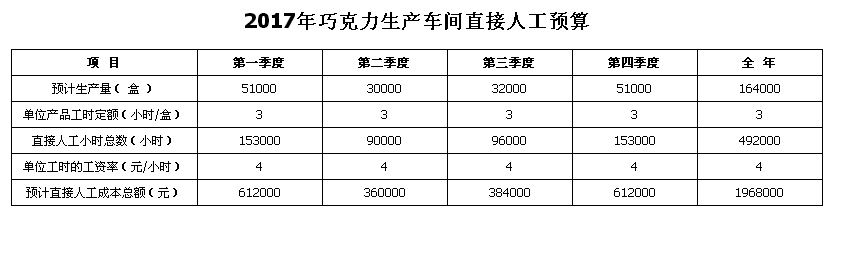 2017年巧克力生产车间直接人工预算
项 目 第一季度 第二季度 第三季度 第四季度 全 年
预计生产量（ 盒 ） 51000 30000 32000 51000 164000
单位产品工时定额（小时/盒） 3 3 3 3 3
直接人工小时总数（小时） 153000 90000 96000 153000 492000
单位工时的工资率（元/小时） 4 4 4 4 4
预计直接人工成本总额（元） 612000 360000 384000 612000 1968000